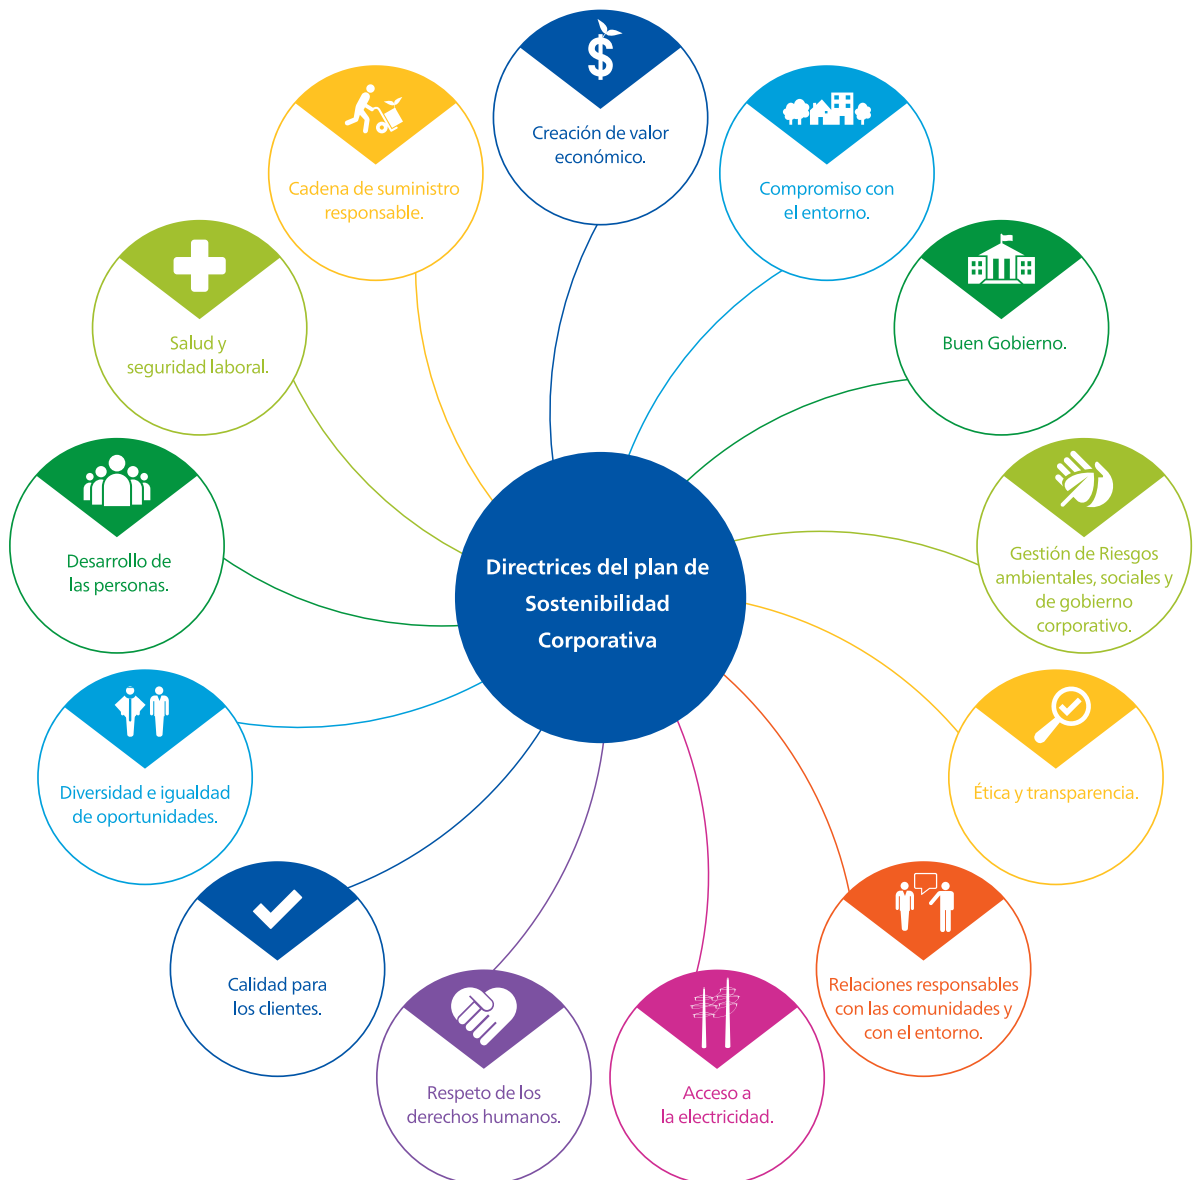 Creación de valor
económico.
Compromiso con
el entorno.
Buen Gobierno.
Gestión de Riesgos
ambientales, sociales y
de gobierno
corporativo.
Ética y transparencia.
Relaciones responsables
con las comunidades y
con el entorno.
Acceso a
la electricidad.
Respeto de los
derechos humanos.
Calidad para
los clientes.
Diversidad e igualdad
de oportunidades.
Desarrollo de
las personas.
Salud y
seguridad laboral.
Cadena de suministro
responsable.
Directrices del plan de
Sostenibilidad
Corporativa